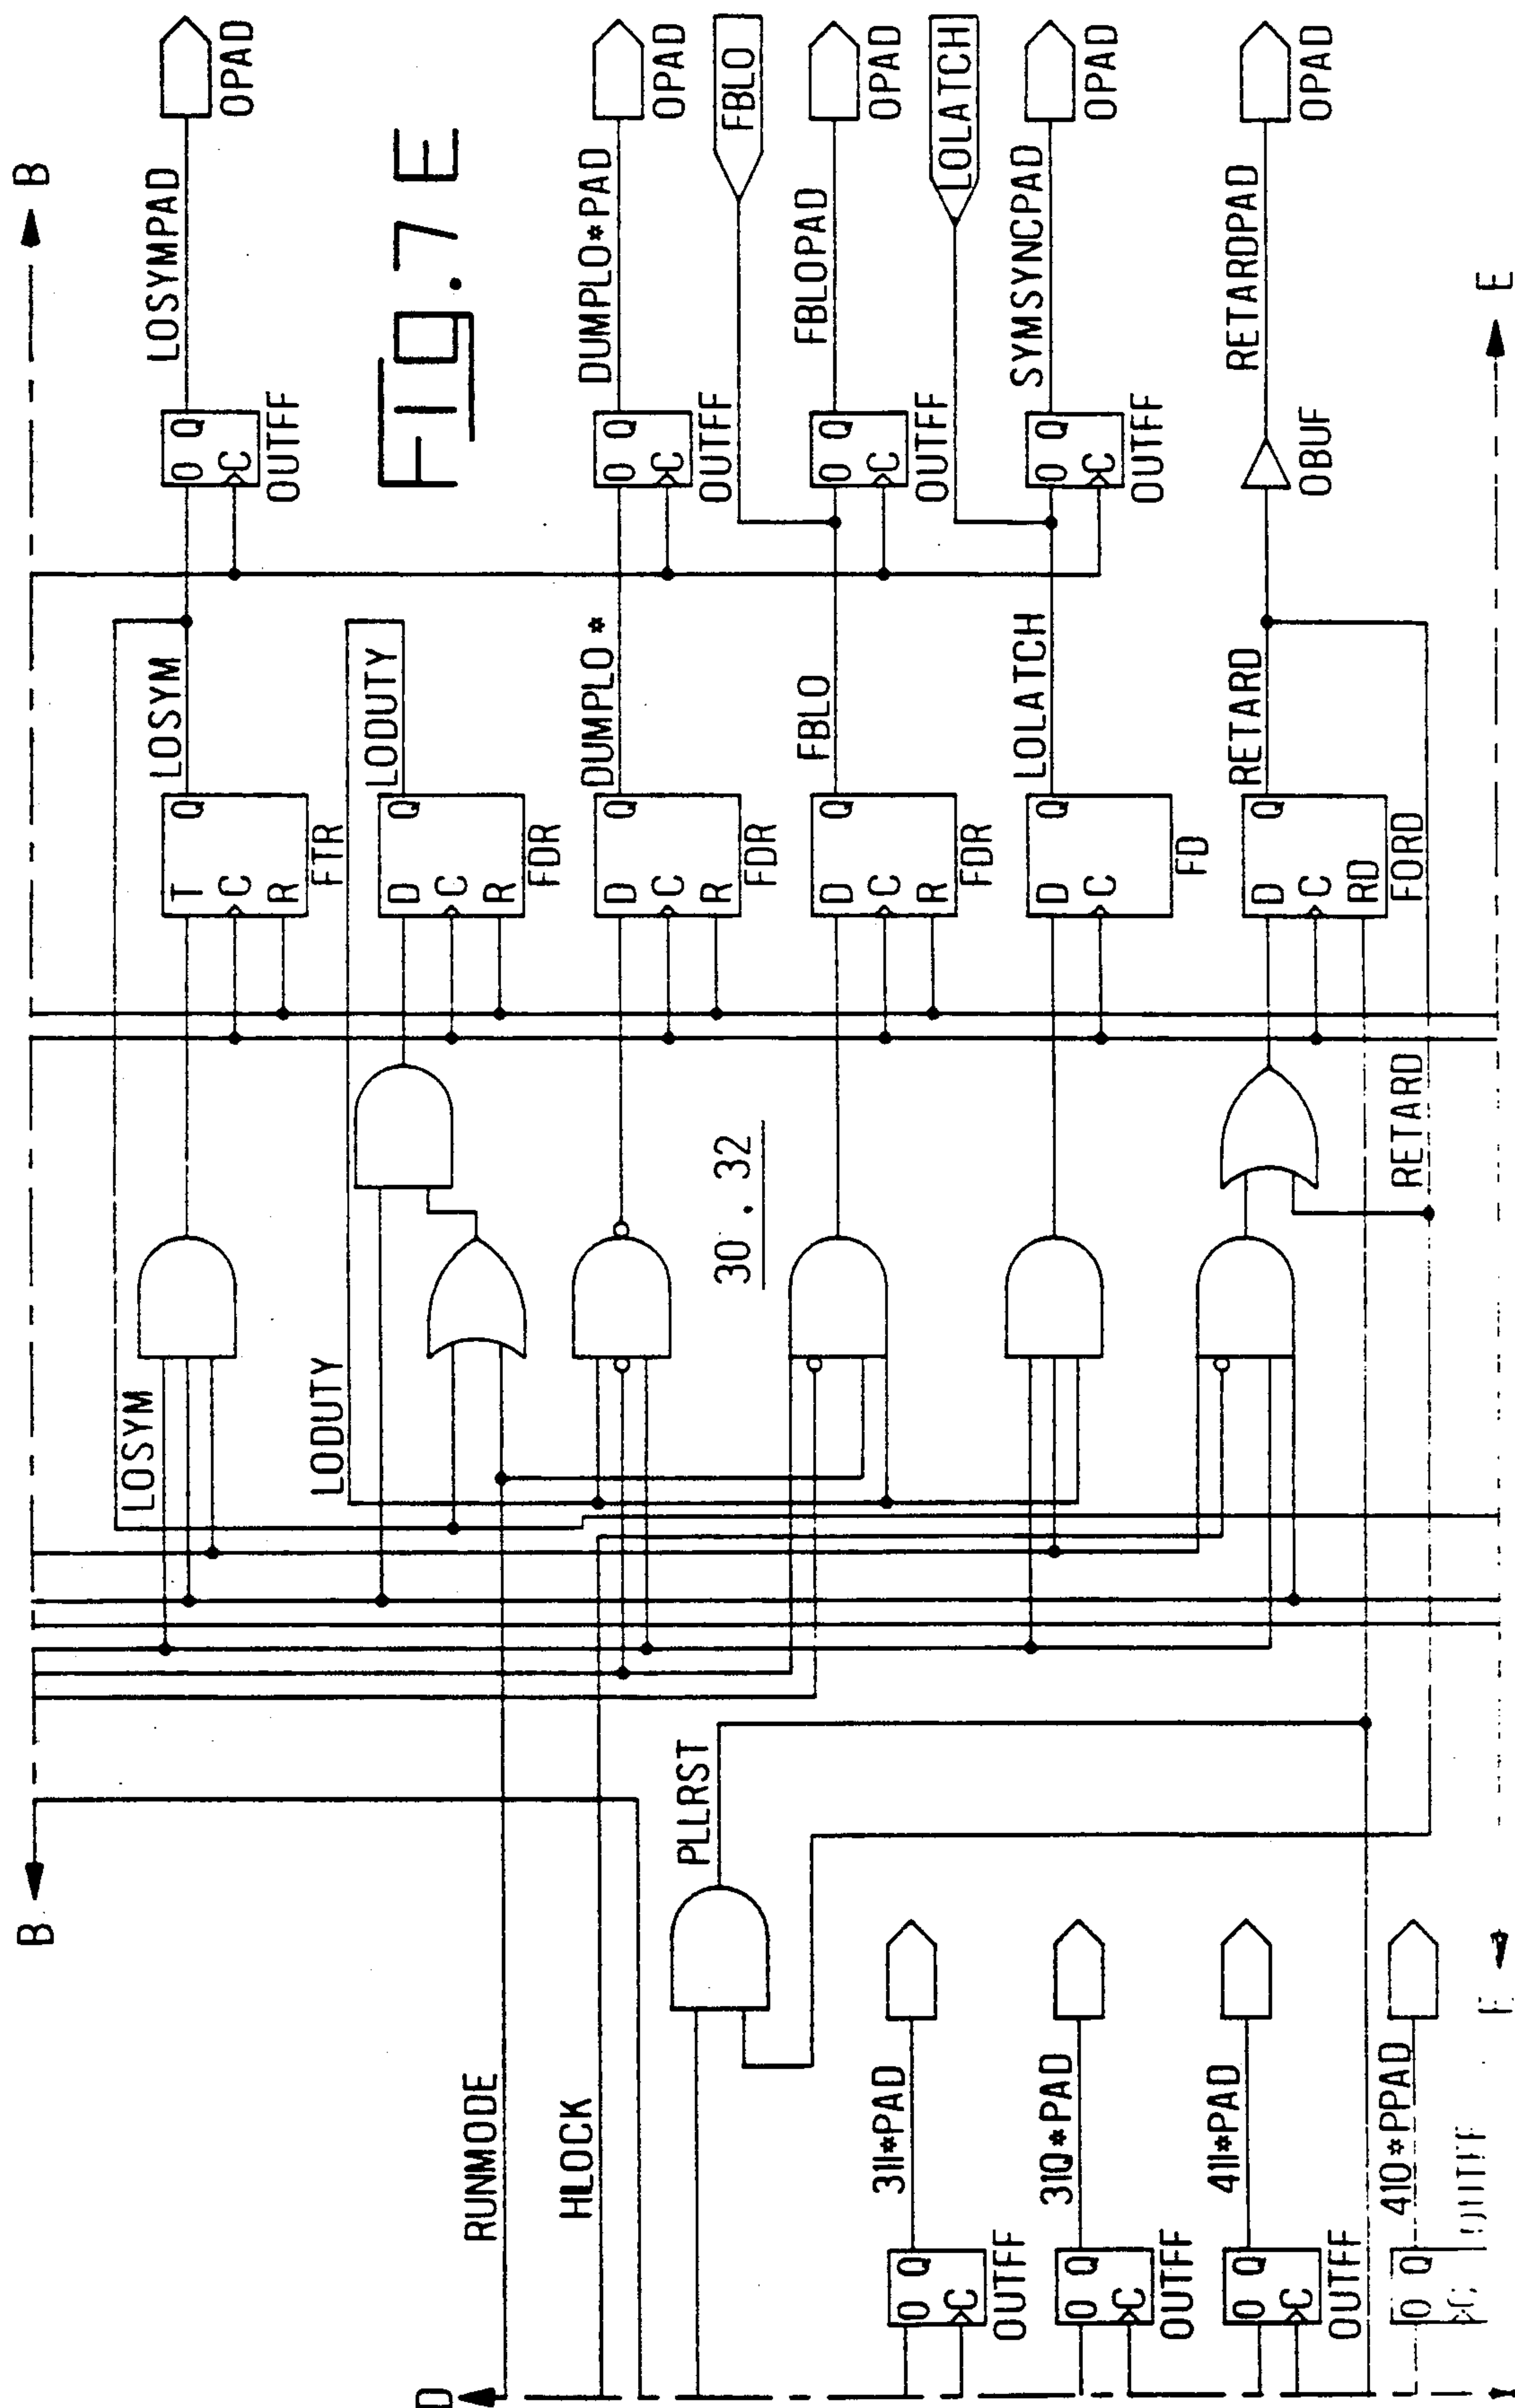 FIG. 7E
B
B
LOSYM
LOSYM
LOSYMPAD
T Q
C
R
FTR
O Q
C
OUTFF
OPAD
LODUTY
LODUTY
D Q
C
R
FDR
RUNMODE
HLOCK
30 . 32
DUMPLO *
D Q
C
R
FDR
O Q
C
OUTFF
DUMPLO*PAD
OPAD
FBLO
PLLRST
FBLO
D Q
C
R
FDR
O Q
C
OUTFF
FBLOPAD
OPAD
LOLATCH
LOLATCH
D Q
C
FD
O Q
C
OUTFF
SYMSYNCPAD
OPAD
RETARD
D Q
C
RD
FORD
OBUF
RETARDPAD
OPAD
RETARD
O Q
C
OUTFF
311*PAD
O Q
C
OUTFF
310*PAD
O Q
C
OUTFF
411*PAD
O Q
C
OUTFF
410*PPAD
D
E
E